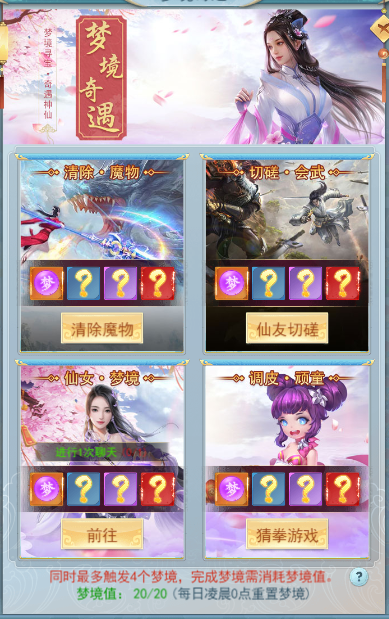 梦境奇遇
梦境寻宝·奇遇神仙
清除·魔物
切磋·会武
梦
梦
清除魔物
仙友切磋
仙女·梦境
调皮·顽童
进行1次聊天
梦
梦
前往
猜拳游戏
同时最多触发4个梦境，完成梦境需消耗梦境值。
?
梦境值： 20/20 (每日凌晨0点重置梦境)